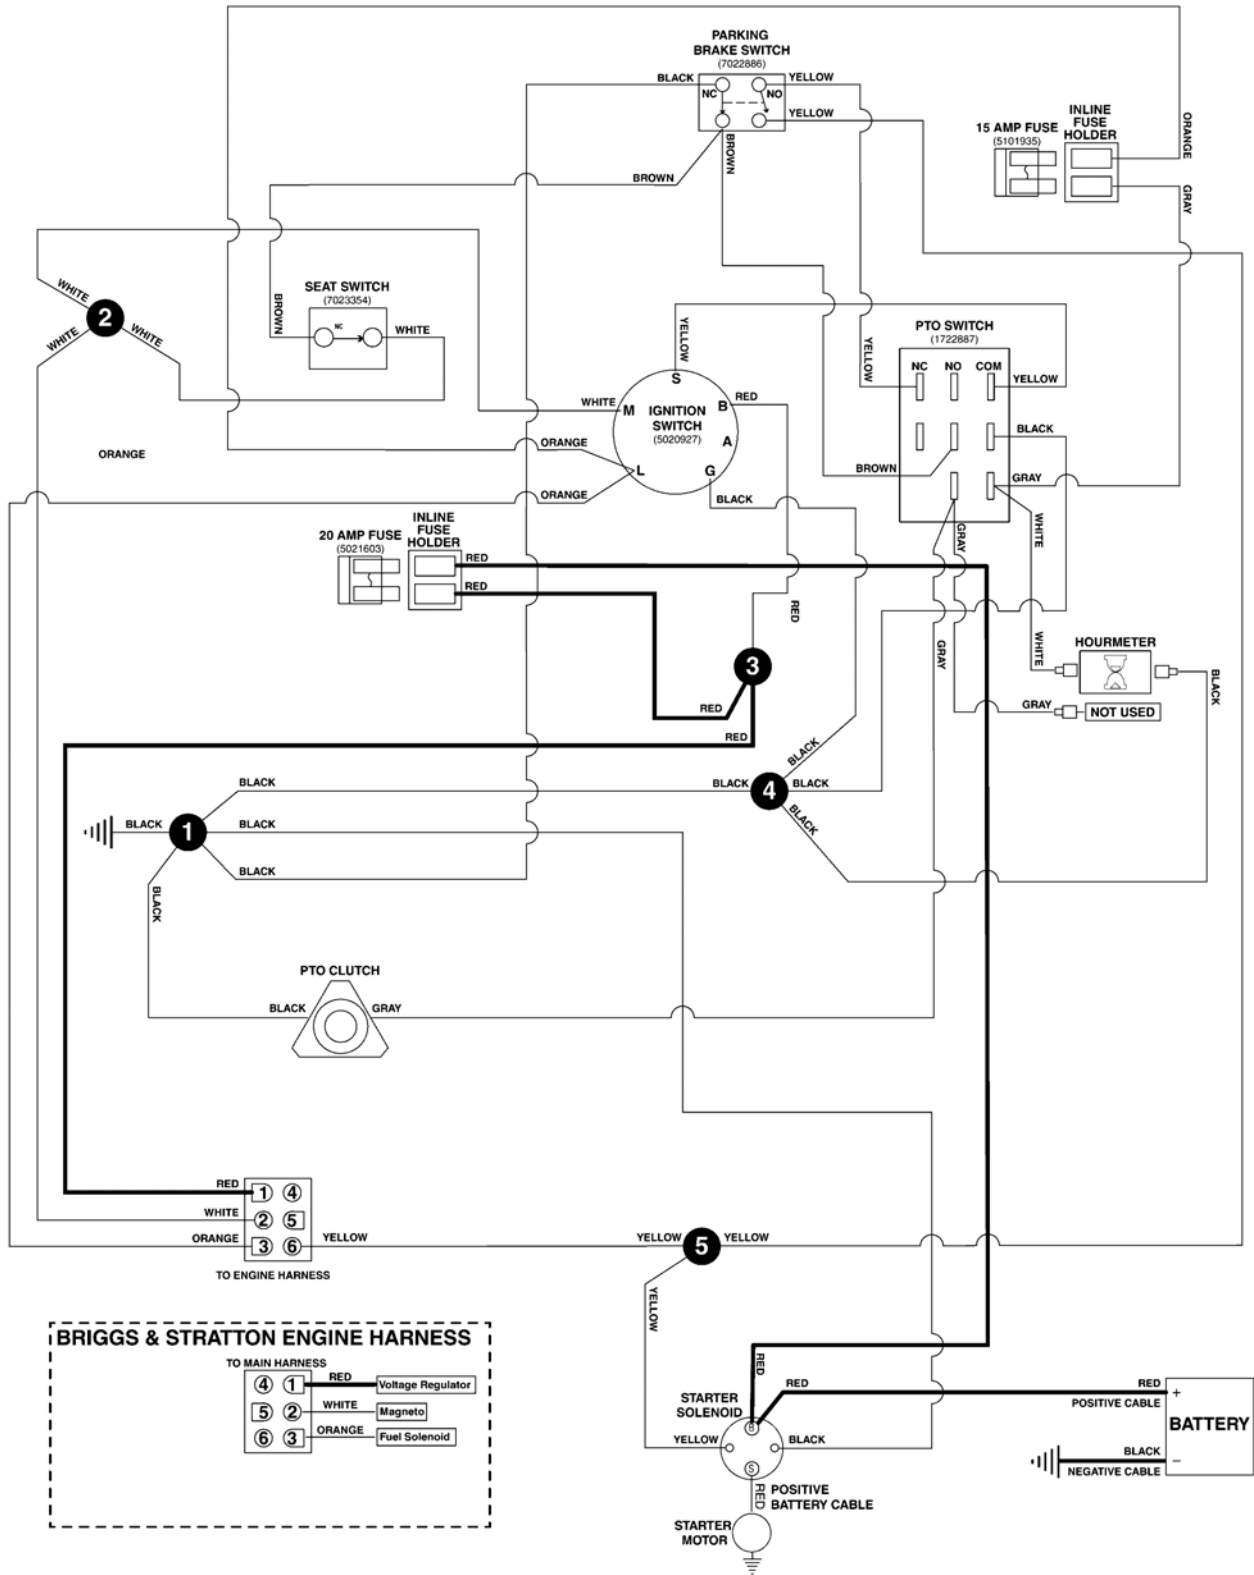 PARKING
BRAKE SWITCH
(7022886)
BLACK
YELLOW
NC
NO
YELLOW
BROWN
BROWN
15 AMP FUSE
(5101935)
INLINE
FUSE
HOLDER
ORANGE
GRAY
WHITE
2
WHITE
WHITE
BROWN
SEAT SWITCH
(7023354)
NC
WHITE
YELLOW
YELLOW
PTO SWITCH
(1722887)
NC
NO
COM
YELLOW
BLACK
BROWN
GRAY
WHITE
GRAY
S
RED
WHITE
M
B
IGNITION
SWITCH
(5020927)
A
ORANGE
L
G
ORANGE
BLACK
ORANGE
20 AMP FUSE
(5021603)
INLINE
FUSE
HOLDER
RED
RED
RED
3
RED
RED
GRAY
WHITE
HOURMETER
BLACK
GRAY
NOT USED
BLACK
BLACK
BLACK
4
BLACK
BLACK
BLACK
1
BLACK
BLACK
BLACK
PTO CLUTCH
BLACK
GRAY
RED
1
4
WHITE
2
5
ORANGE
3
6
YELLOW
TO ENGINE HARNESS
YELLOW
5
YELLOW
YELLOW
BRIGGS & STRATTON ENGINE HARNESS
TO MAIN HARNESS
4
1
RED
Voltage Regulator
5
2
WHITE
Magneto
6
3
ORANGE
Fuel Solenoid
RED
RED
RED
POSITIVE CABLE
+
BATTERY
BLACK
NEGATIVE CABLE
–
STARTER
SOLENOID
B
YELLOW
BLACK
S
RED
POSITIVE
BATTERY CABLE
STARTER
MOTOR